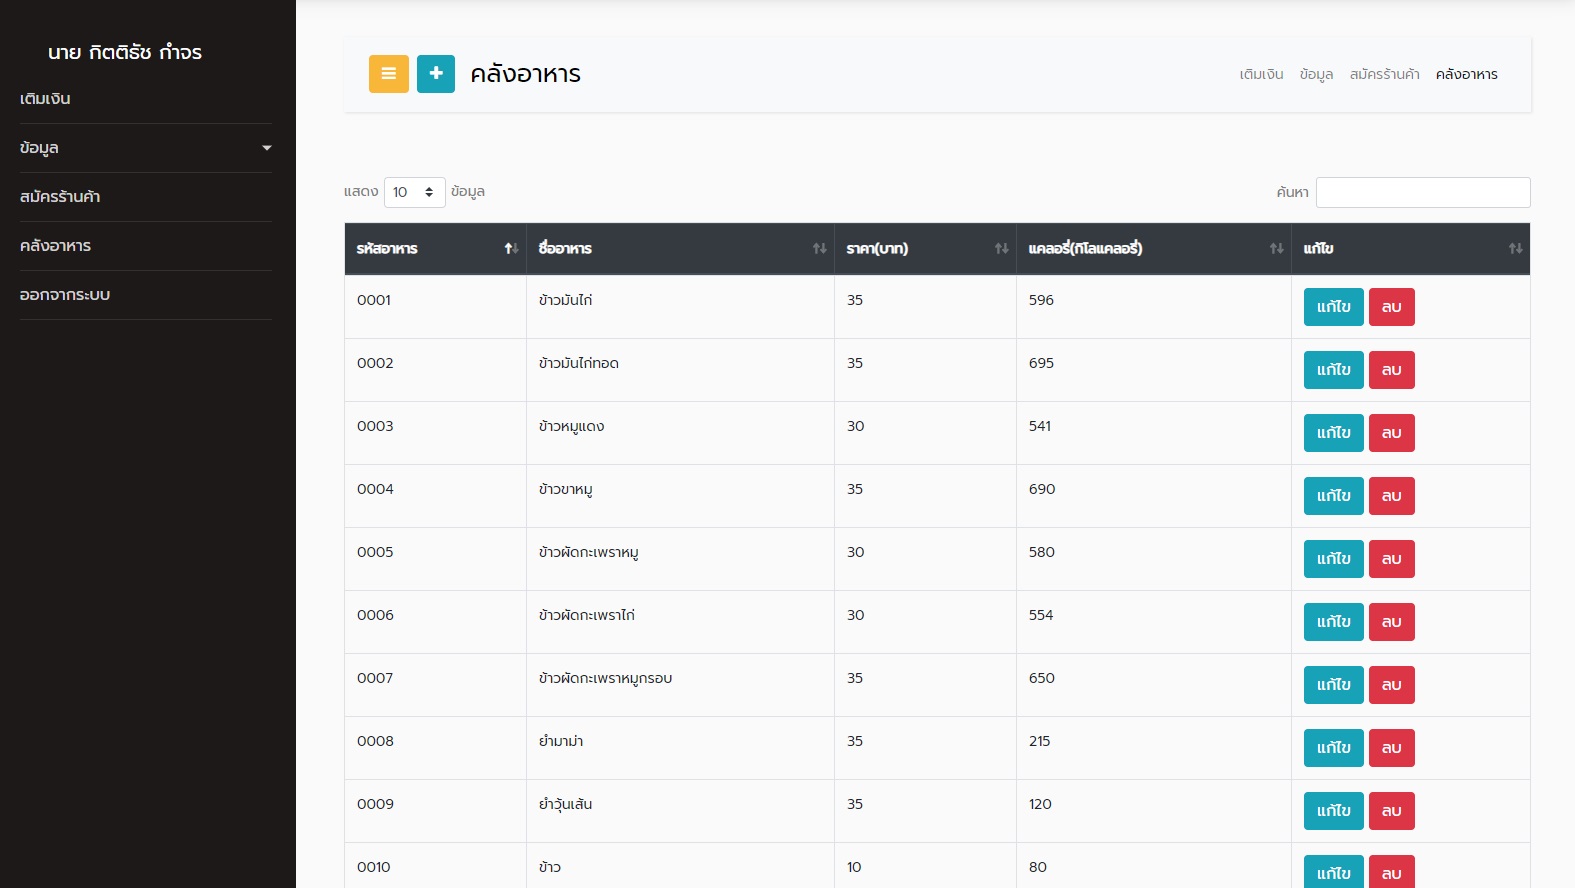 นาย กิตติธัช กำจร
เติมเงิน
ข้อมูล
สมัครร้านค้า
คลังอาหาร
ออกจากระบบ
คลังอาหาร
เติมเงิน ข้อมูล สมัครร้านค้า คลังอาหาร
แสดง 10 ข้อมูล
ค้นหา
รหัสอาหาร ชื่ออาหาร ราคา(บาท) แคลอรี่(กิโลแคลอรี่) แก้ไข
0001 ข้าวมันไก่ 35 596 แก้ไข ลบ
0002 ข้าวมันไก่ทอด 35 695 แก้ไข ลบ
0003 ข้าวหมูแดง 30 541 แก้ไข ลบ
0004 ข้าวขาหมู 35 690 แก้ไข ลบ
0005 ข้าวผัดกะเพราหมู 30 580 แก้ไข ลบ
0006 ข้าวผัดกะเพราไก่ 30 554 แก้ไข ลบ
0007 ข้าวผัดกะเพราหมูกรอบ 35 650 แก้ไข ลบ
0008 ยำมาม่า 35 215 แก้ไข ลบ
0009 ยำวุ้นเส้น 35 120 แก้ไข ลบ
0010 ข้าว 10 80 แก้ไข ลบ